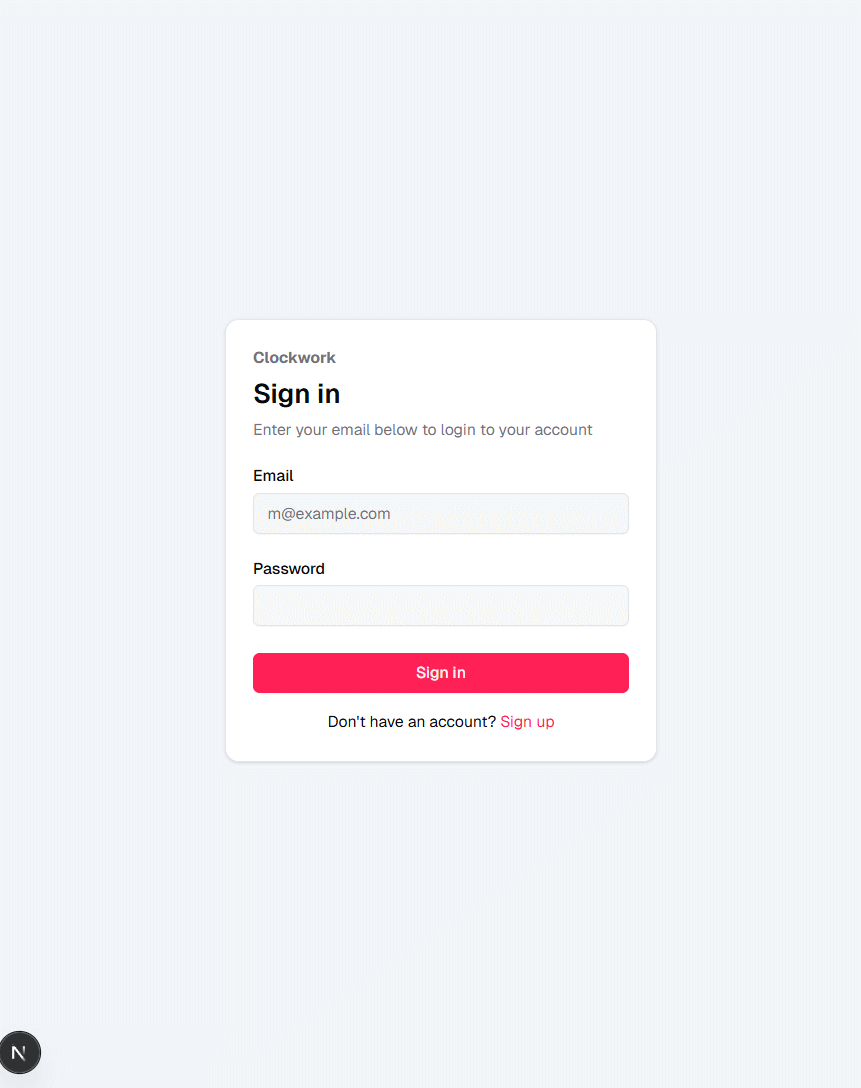 Clockwork
Sign in
Enter your email below to login to your account
Email
m@example.com
Password
Sign in
Don't have an account? Sign up
N